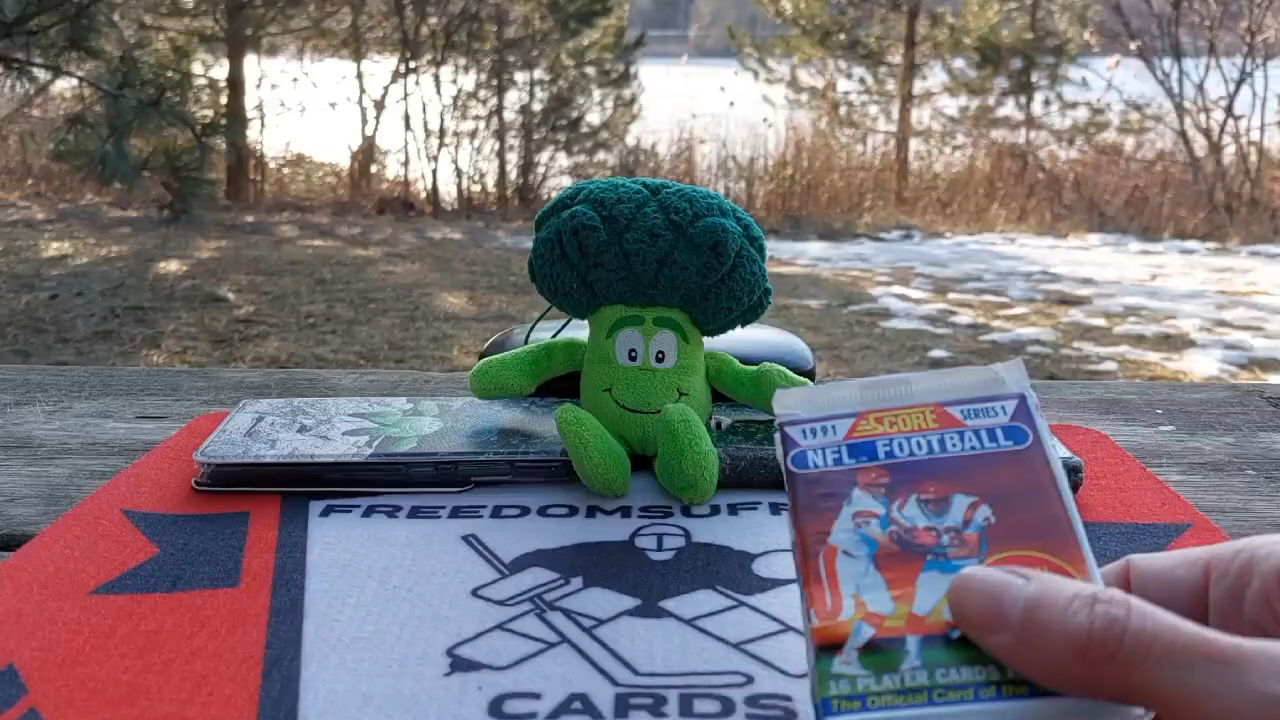 1991 SCORE SERIES 1
NFL FOOTBALL
16 PLAYER CARDS
The Official Card of the
FREEDOMSUFF
CARDS